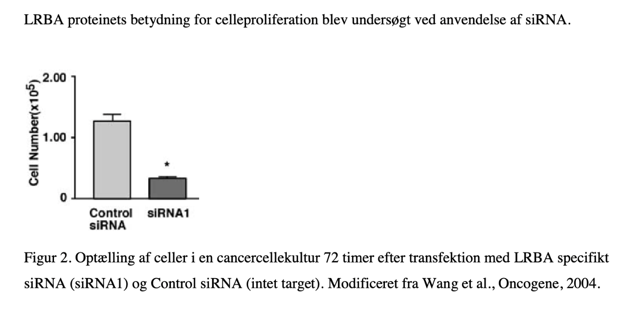 LRBA proteinets betydning for celleproliferation blev undersøgt ved anvendelse af siRNA.
Cell Number(x10⁵)
2.00
1.00
0
*
Control siRNA1
siRNA
Figur 2. Optælling af celler i en cancercellekultur 72 timer efter transfektion med LRBA specifikt
siRNA (siRNA1) og Control siRNA (intet target). Modificeret fra Wang et al., Oncogene, 2004.